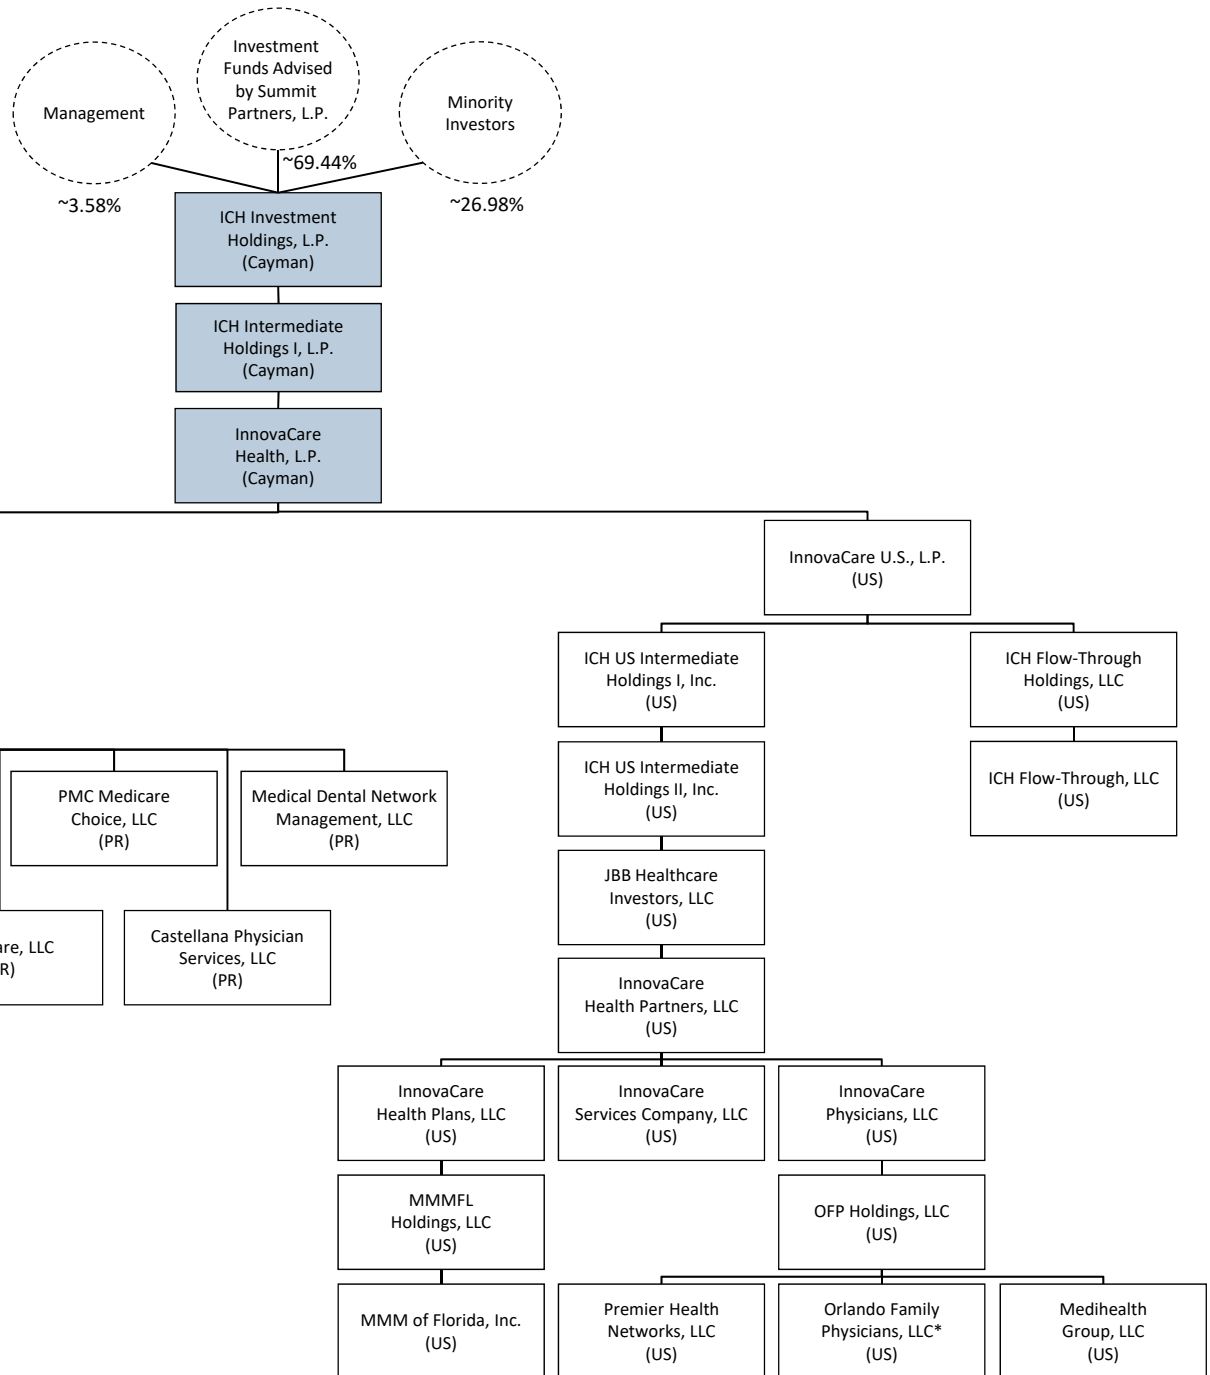 Investment
Funds Advised
by Summit
Partners, L.P.
Management
Minority
Investors
~69.44%
~3.58%
~26.98%
ICH Investment
Holdings, L.P.
(Cayman)
ICH Intermediate
Holdings I, L.P.
(Cayman)
InnovaCare
Health, L.P.
(Cayman)
InnovaCare U.S., L.P.
(US)
ICH US Intermediate
Holdings I, Inc.
(US)
ICH Flow-Through
Holdings, LLC
(US)
ICH US Intermediate
Holdings II, Inc.
(US)
ICH Flow-Through, LLC
(US)
PMC Medicare
Choice, LLC
(PR)
Medical Dental Network
Management, LLC
(PR)
JBB Healthcare
Investors, LLC
(US)
are, LLC
R)
Castellana Physician
Services, LLC
(PR)
InnovaCare
Health Partners, LLC
(US)
InnovaCare
Health Plans, LLC
(US)
InnovaCare
Services Company, LLC
(US)
InnovaCare
Physicians, LLC
(US)
MMMFL
Holdings, LLC
(US)
OFP Holdings, LLC
(US)
MMM of Florida, Inc.
(US)
Premier Health
Networks, LLC
(US)
Orlando Family
Physicians, LLC*
(US)
Medihealth
Group, LLC
(US)